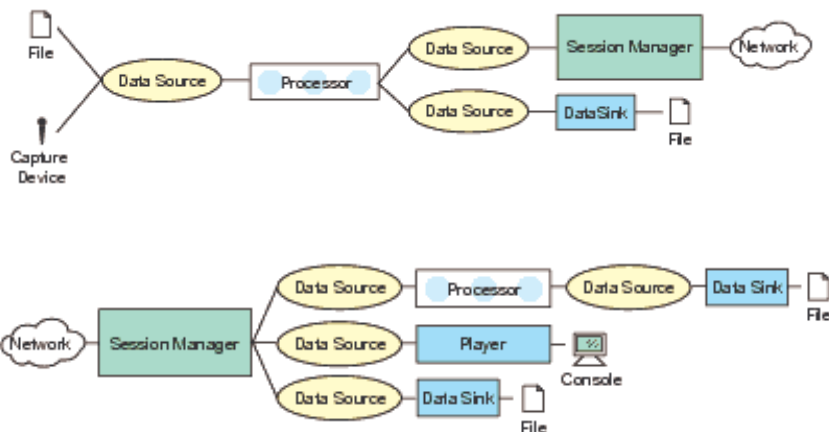 File
Data Source
Processor
Data Source
Session Manager
Network
Data Source
DataSink
File
Capture
Device
Data Source
Processor
Data Source
Data Sink
File
Network
Session Manager
Data Source
Player
Console
Data Source
Data Sink
File